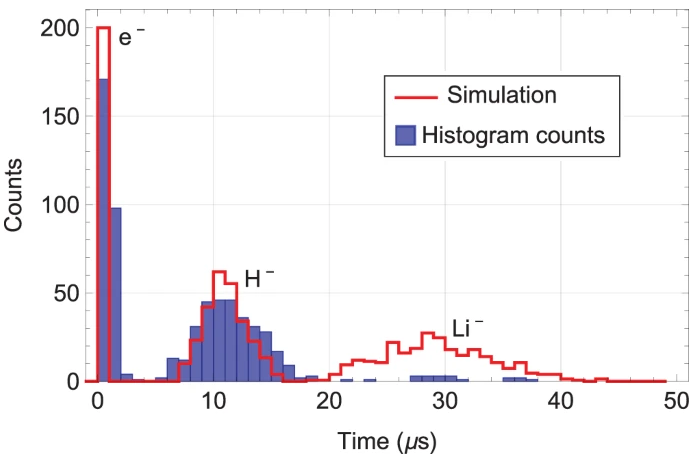 200
150
100
50
0
Counts
e⁻
H⁻
Li⁻
Simulation
Histogram counts
0 10 20 30 40 50
Time (μs)